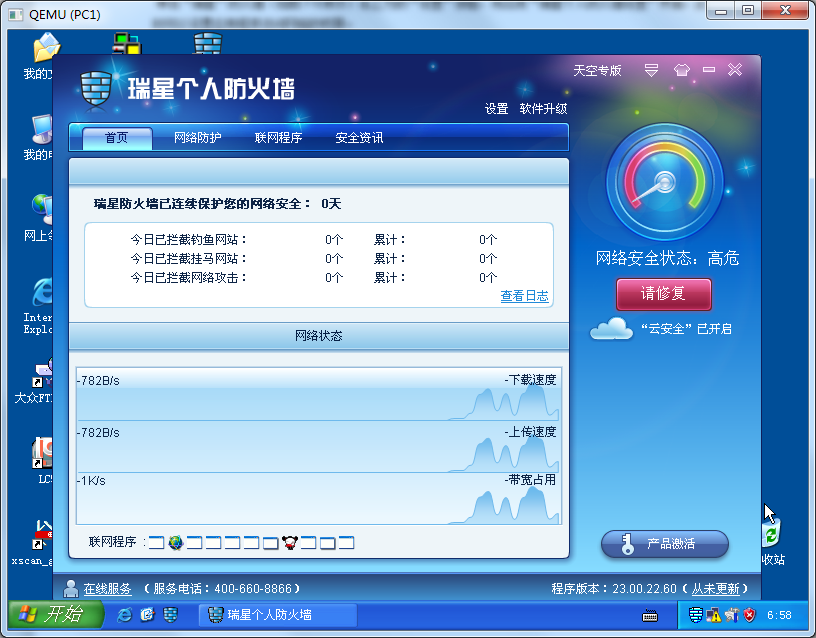 QEMU (PC1)
我的
天空专版
瑞星个人防火墙
设置 软件升级
首页 网络防护 联网程序 安全资讯
我的
瑞星防火墙已连续保护您的网络安全： 0天
今日已拦截钓鱼网站： 0个 累计： 0个
今日已拦截挂马网站： 0个 累计： 0个
今日已拦截网络攻击： 0个 累计： 0个
查看日志
网上
网络安全状态：高危
请修复
“云安全”已开启
Inter
Explo
网络状态
-782B/s -下载速度
大众FT
-782B/s -上传速度
-1K/s -带宽占用
LC
联网程序 :
xscan_
产品激活
收站
在线服务 （服务电话：400-660-8866） 程序版本：23.00.22.60（从未更新）
开始 瑞星个人防火墙 6:58